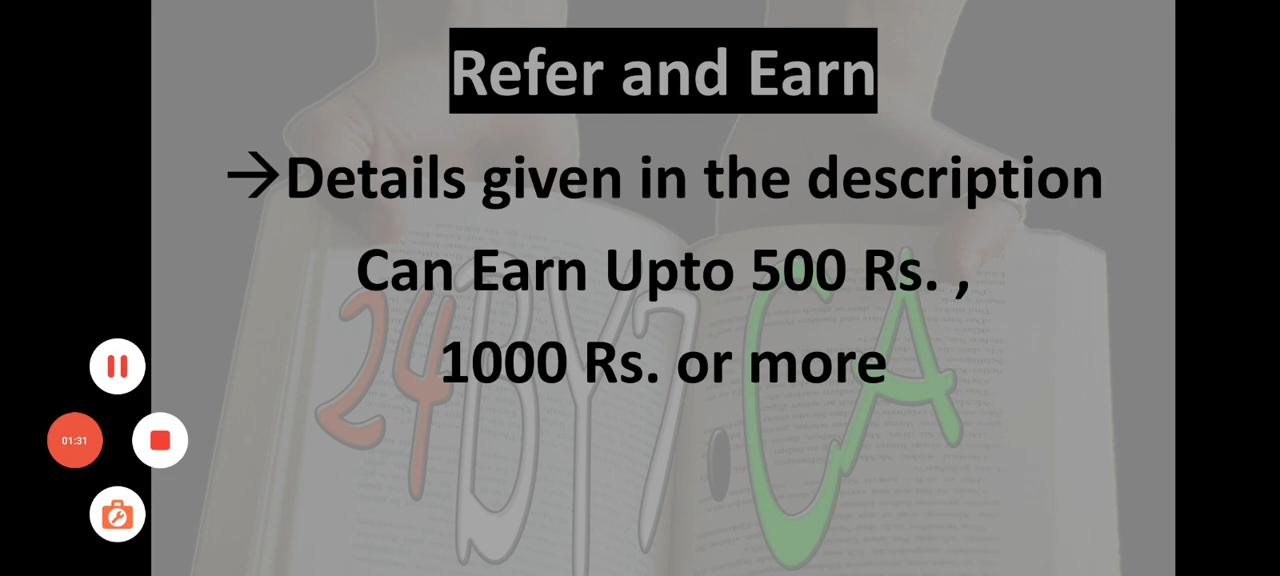 Refer and Earn
→Details given in the description
Can Earn Upto 500 Rs. ,
1000 Rs. or more
24BY7.CA
01:31